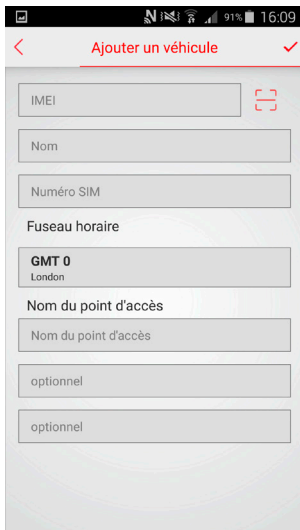 91% 16:09
Ajouter un véhicule
IMEI
Nom
Numéro SIM
Fuseau horaire
GMT 0
London
Nom du point d'accès
Nom du point d'accès
optionnel
optionnel